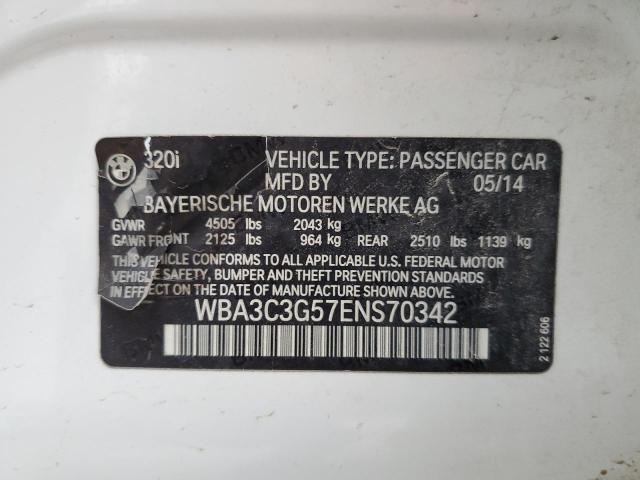 BMW
320i VEHICLE TYPE: PASSENGER CAR
MFD BY 05/14
BAYERISCHE MOTOREN WERKE AG
GVWR 4505 lbs 2043 kg
GAWR FRONT 2125 lbs 964 kg REAR 2510 lbs 1139 kg
THIS VEHICLE CONFORMS TO ALL APPLICABLE U.S. FEDERAL MOTOR
VEHICLE SAFETY, BUMPER AND THEFT PREVENTION STANDARDS
IN EFFECT ON THE DATE OF MANUFACTURE SHOWN ABOVE.
WBA3C3G57ENS70342
2 122 606